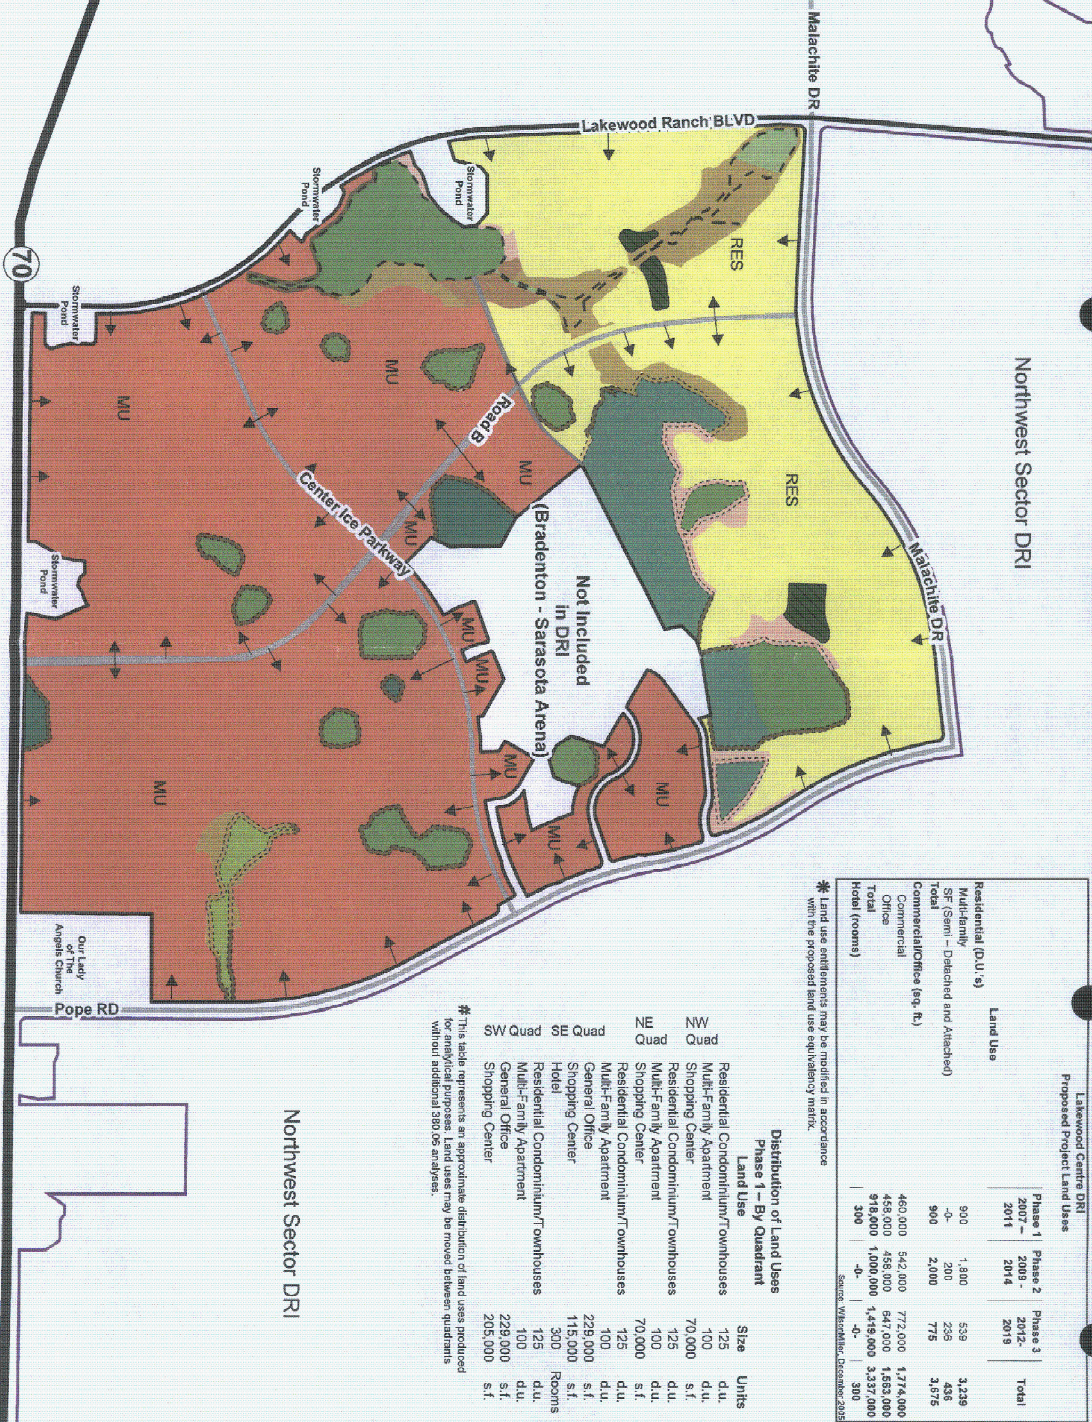 Malachite DR
Lakewood Ranch BLVD
Northwest Sector DRI
RES
RES
Malachite DR
Stormwater
Pond
Stormwater
Pond
Stormwater
Pond
Stormwater
Pond
70
MU
MU
MU
MU
MU
MU
MU
MU
MU
MU
Road B
Center Ice Parkway
Not Included
in DRI
(Bradenton - Sarasota Arena)
Our Lady
of The
Angels Church
Pope RD
Northwest Sector DRI
Lakewood Centre DRI
Proposed Project Land Uses
Land Use Phase 1 2007 – 2011 Phase 2 2009 - 2014 Phase 3 2012- 2019 Total
Residential (D.U.'s)
Multi-family 900 1,800 539 3,239
SF (Semi – Detached and Attached) -0- 200 236 436
Total 900 2,000 775 3,675
Commercial/Office (sq. ft.)
Commercial 460,000 542,000 772,000 1,774,000
Office 458,000 458,000 647,000 1,563,000
Total 918,000 1,000,000 1,419,000 3,337,000
Hotel (rooms) 300 -0- -0- 300
Source: WilsonMiller, December 2005
* Land use entitlements may be modified in accordance
with the proposed land use equivalency matrix.
Distribution of Land Uses
Phase 1 – By Quadrant
Land Use Size Units
NW Quad Residential Condominium/Townhouses 125 d.u.
Multi-Family Apartment 100 d.u.
Shopping Center 70,000 s.f.
NE Quad Residential Condominium/Townhouses 125 d.u.
Multi-Family Apartment 100 d.u.
Shopping Center 70,000 s.f.
Residential Condominium/Townhouses 125 d.u.
Multi-Family Apartment 100 d.u.
SE Quad General Office 229,000 s.f.
Shopping Center 115,000 s.f.
Hotel 300 Rooms
Residential Condominium/Townhouses 125 d.u.
Multi-Family Apartment 100 d.u.
SW Quad General Office 229,000 s.f.
Shopping Center 205,000 s.f.
# This table represents an approximate distribution of land uses produced
for analytical purposes. Land uses may be moved between quadrants
without additional 380.06 analyses.